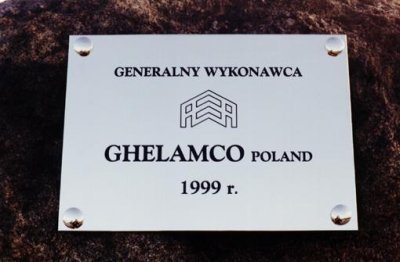 GENERALNY WYKONAWCA
GHELAMCO POLAND
1999 r.